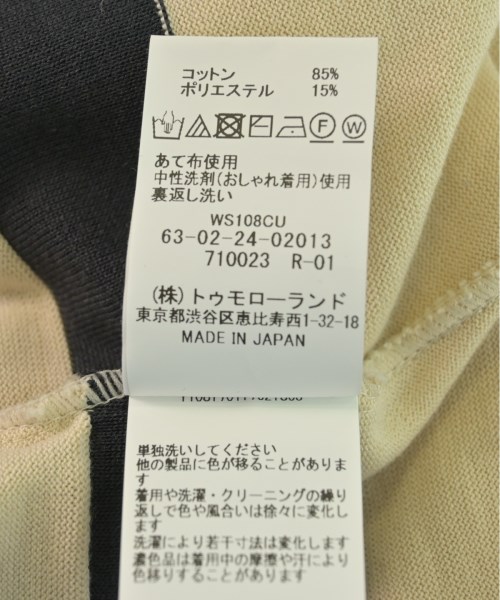 コットン 85%
ポリエステル 15%
F W
あて布使用
中性洗剤(おしゃれ着用)使用
裏返し洗い
WS108CU
63-02-24-02013
710023 R-01
(株)トゥモローランド
東京都渋谷区恵比寿西1-32-18
MADE IN JAPAN
単独洗いしてください
他の製品に色が移ることがありま
す
着用や洗濯・クリーニングの繰り
返しで色や風合いは徐々に変化し
ます
洗濯により若干寸法は変化します
濃色品は着用中の摩擦や汗により
色移りすることがあります